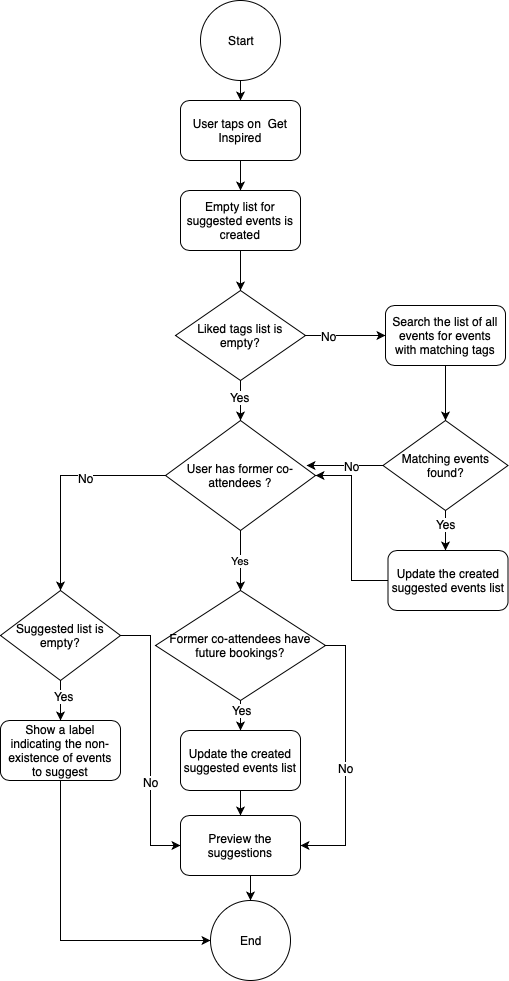 Start
User taps on  Get
Inspired
Empty list for
suggested events is
created
Liked tags list is
empty?
No
Search the list of all
events for events
with matching tags
Yes
User has former co-
attendees ?
No
Matching events
found?
No
Yes
Update the created
suggested events list
Yes
Suggested list is
empty?
Former co-attendees have
future bookings?
Yes
Yes
Show a label
indicating the non-
existence of events
to suggest
Update the created
suggested events list
No
No
Preview the
suggestions
End